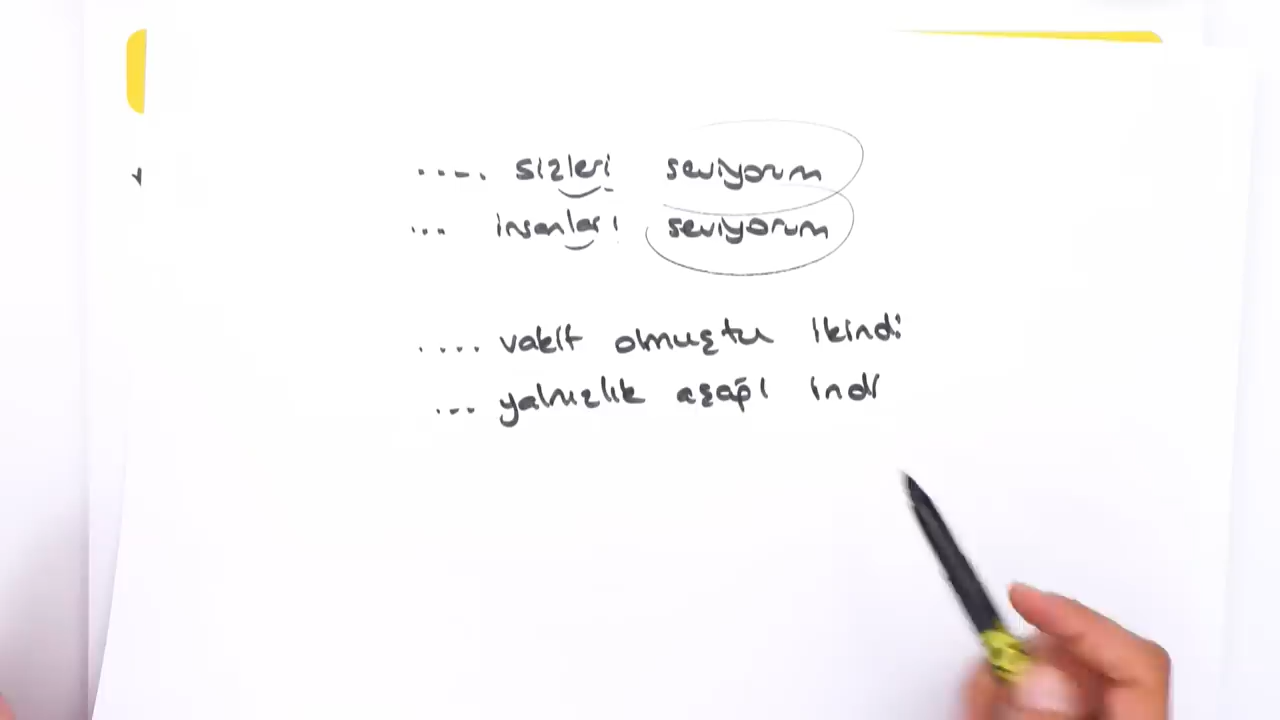 ..... sizleri seviyorum
... insanları seviyorum
.... vakit olmuştu ikindi
... yalnızlık aşağı indi